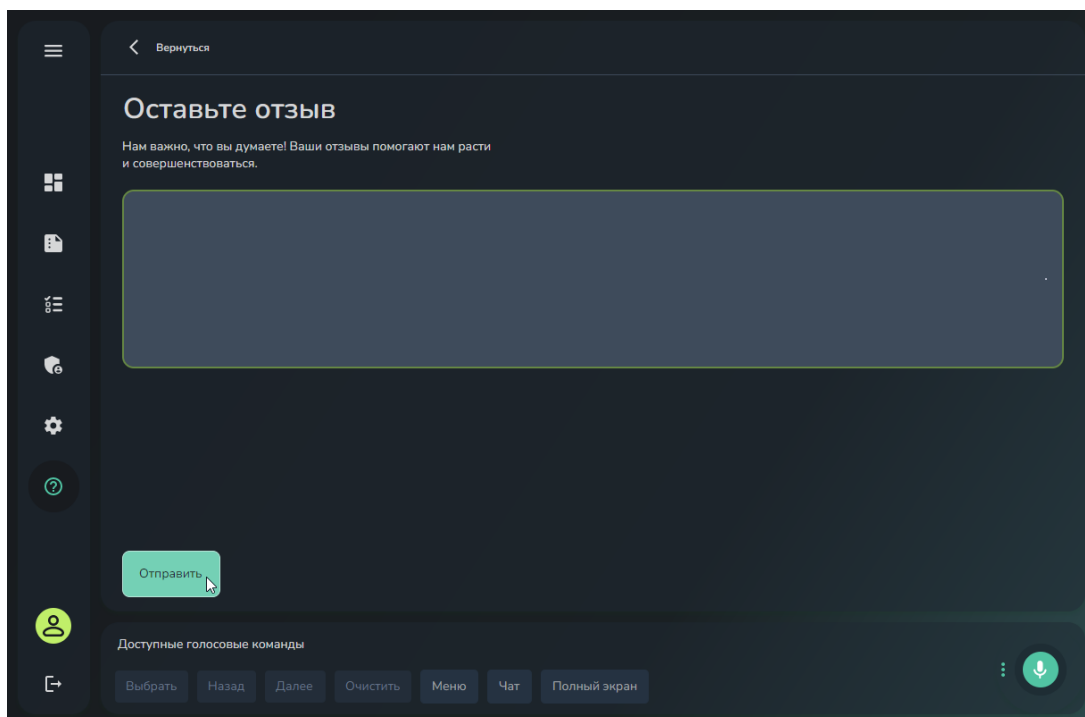 Вернуться
Оставьте отзыв
Нам важно, что вы думаете! Ваши отзывы помогают нам расти
и совершенствоваться.
Отправить
Доступные голосовые команды
Выбрать Назад Далее Очистить Меню Чат Полный экран